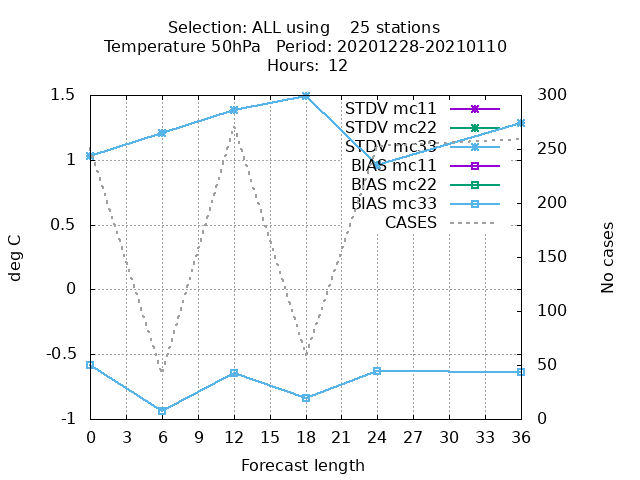 Selection: ALL using    25 stations
Temperature 50hPa   Period: 20201228-20210110
Hours: 12
1.5
1
0.5
0
-0.5
-1
deg C
300
250
200
150
100
50
0
No cases
STDV mc11
STDV mc22
STDV mc33
BIAS mc11
BIAS mc22
BIAS mc33
CASES
0 3 6 9 12 15 18 21 24 27 30 33 36
Forecast length